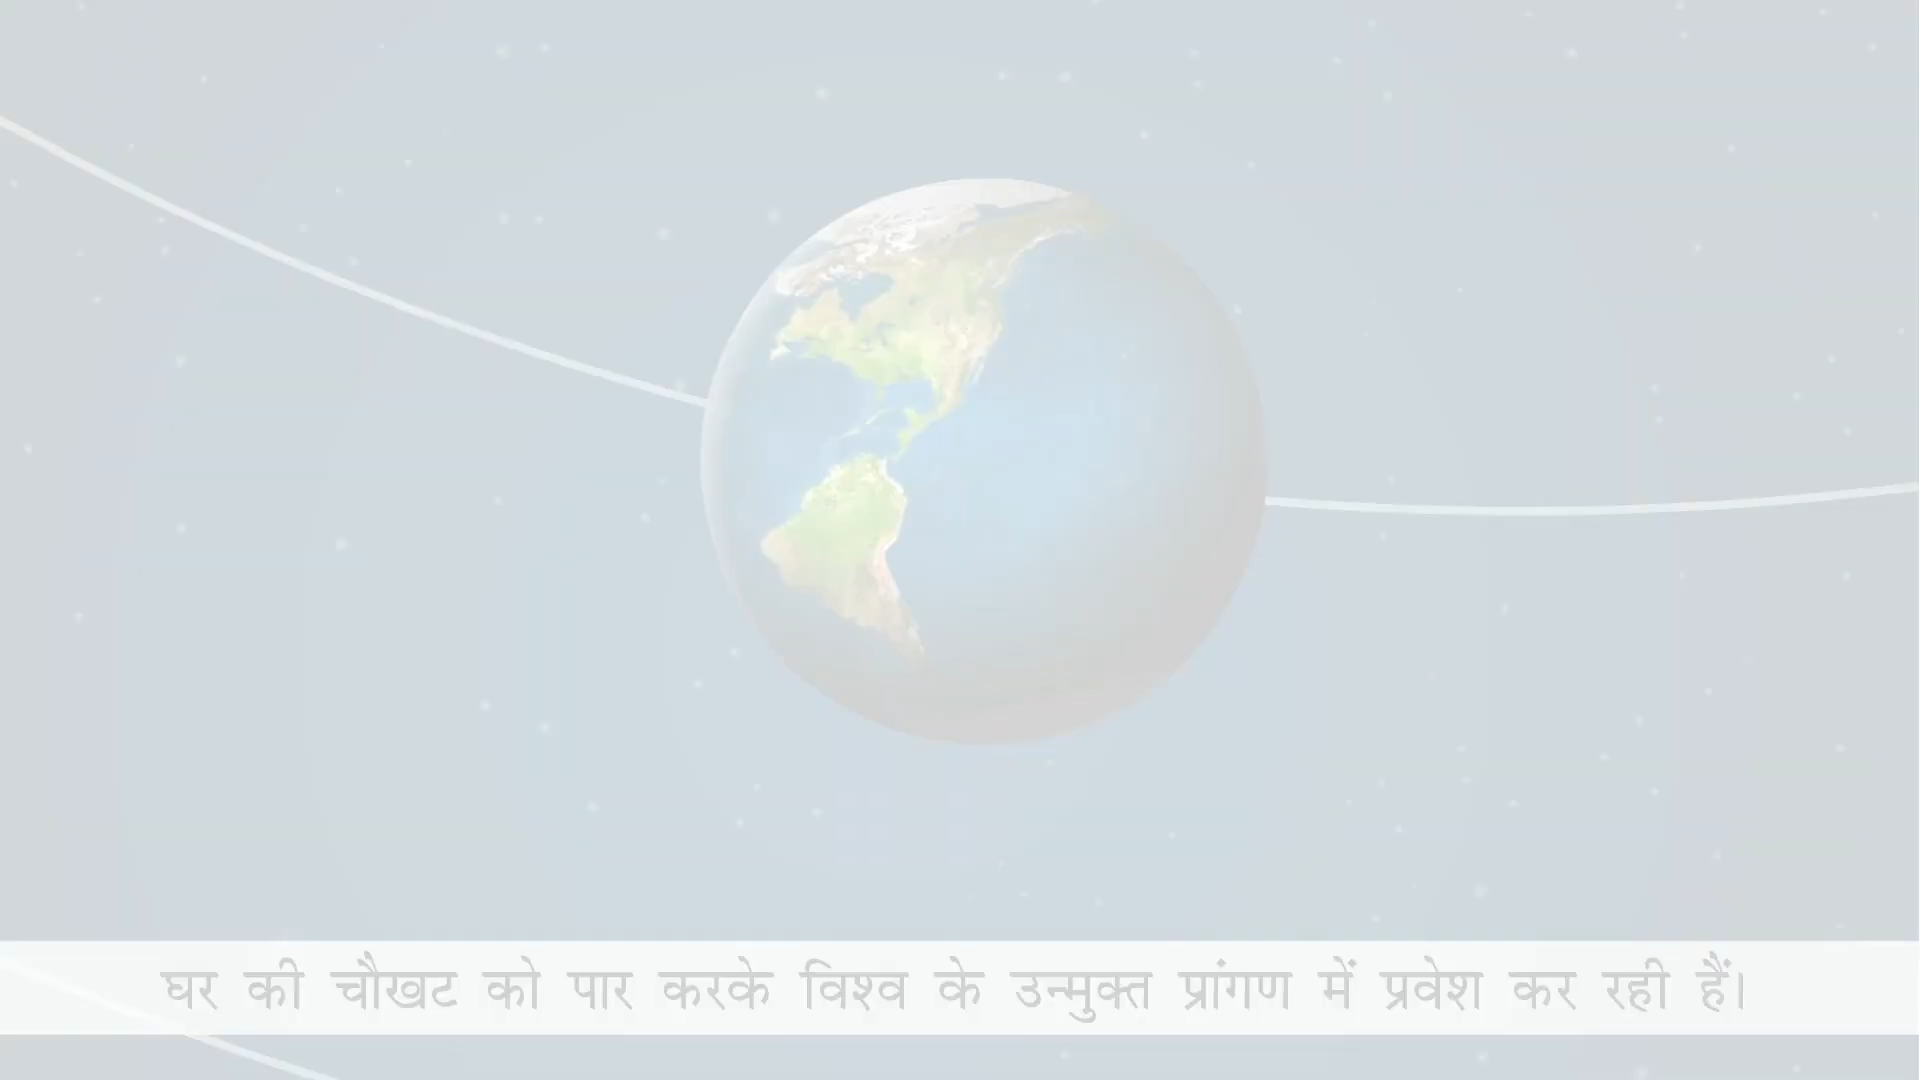 घर की चौखट को पार करके विश्व के उन्मुक्त प्रांगण में प्रवेश कर रही हैं।